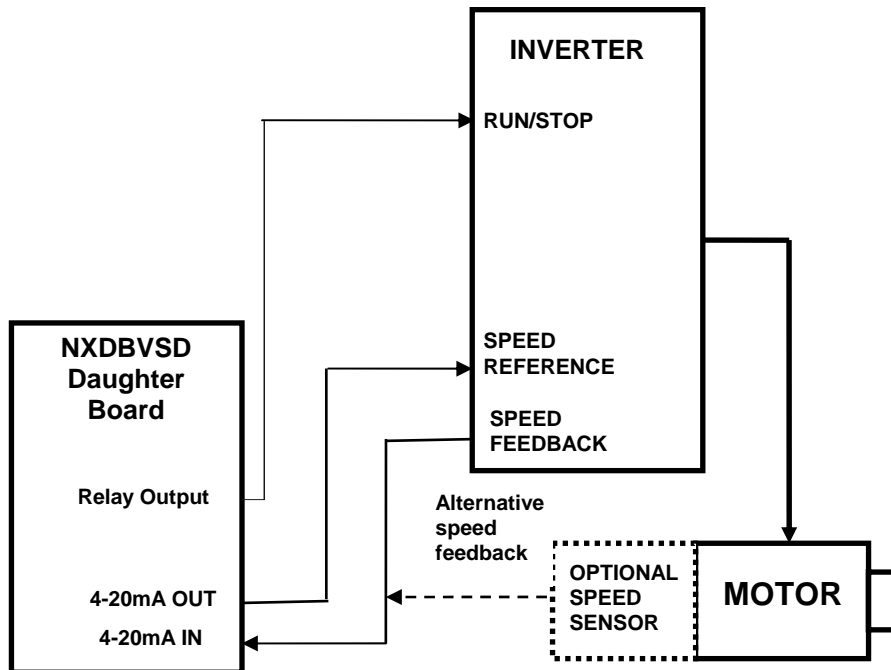 INVERTER
RUN/STOP
SPEED
REFERENCE
SPEED
FEEDBACK
NXDBVSD
Daughter
Board
Relay Output
4-20mA OUT
4-20mA IN
Alternative
speed
feedback
OPTIONAL
SPEED
SENSOR
MOTOR